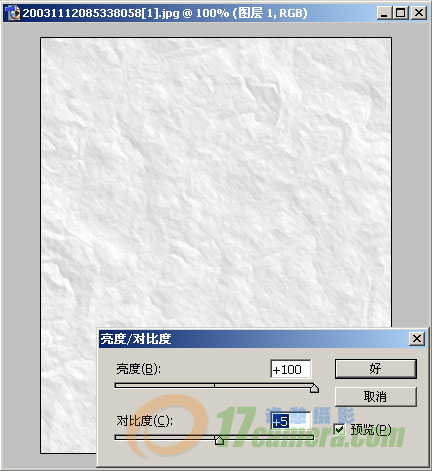 20031112085338058[1].jpg @ 100% (图层 1, RGB)
亮度/对比度
亮度(B): +100
好
取消
对比度(C): +5
预览(P)
17camera.com